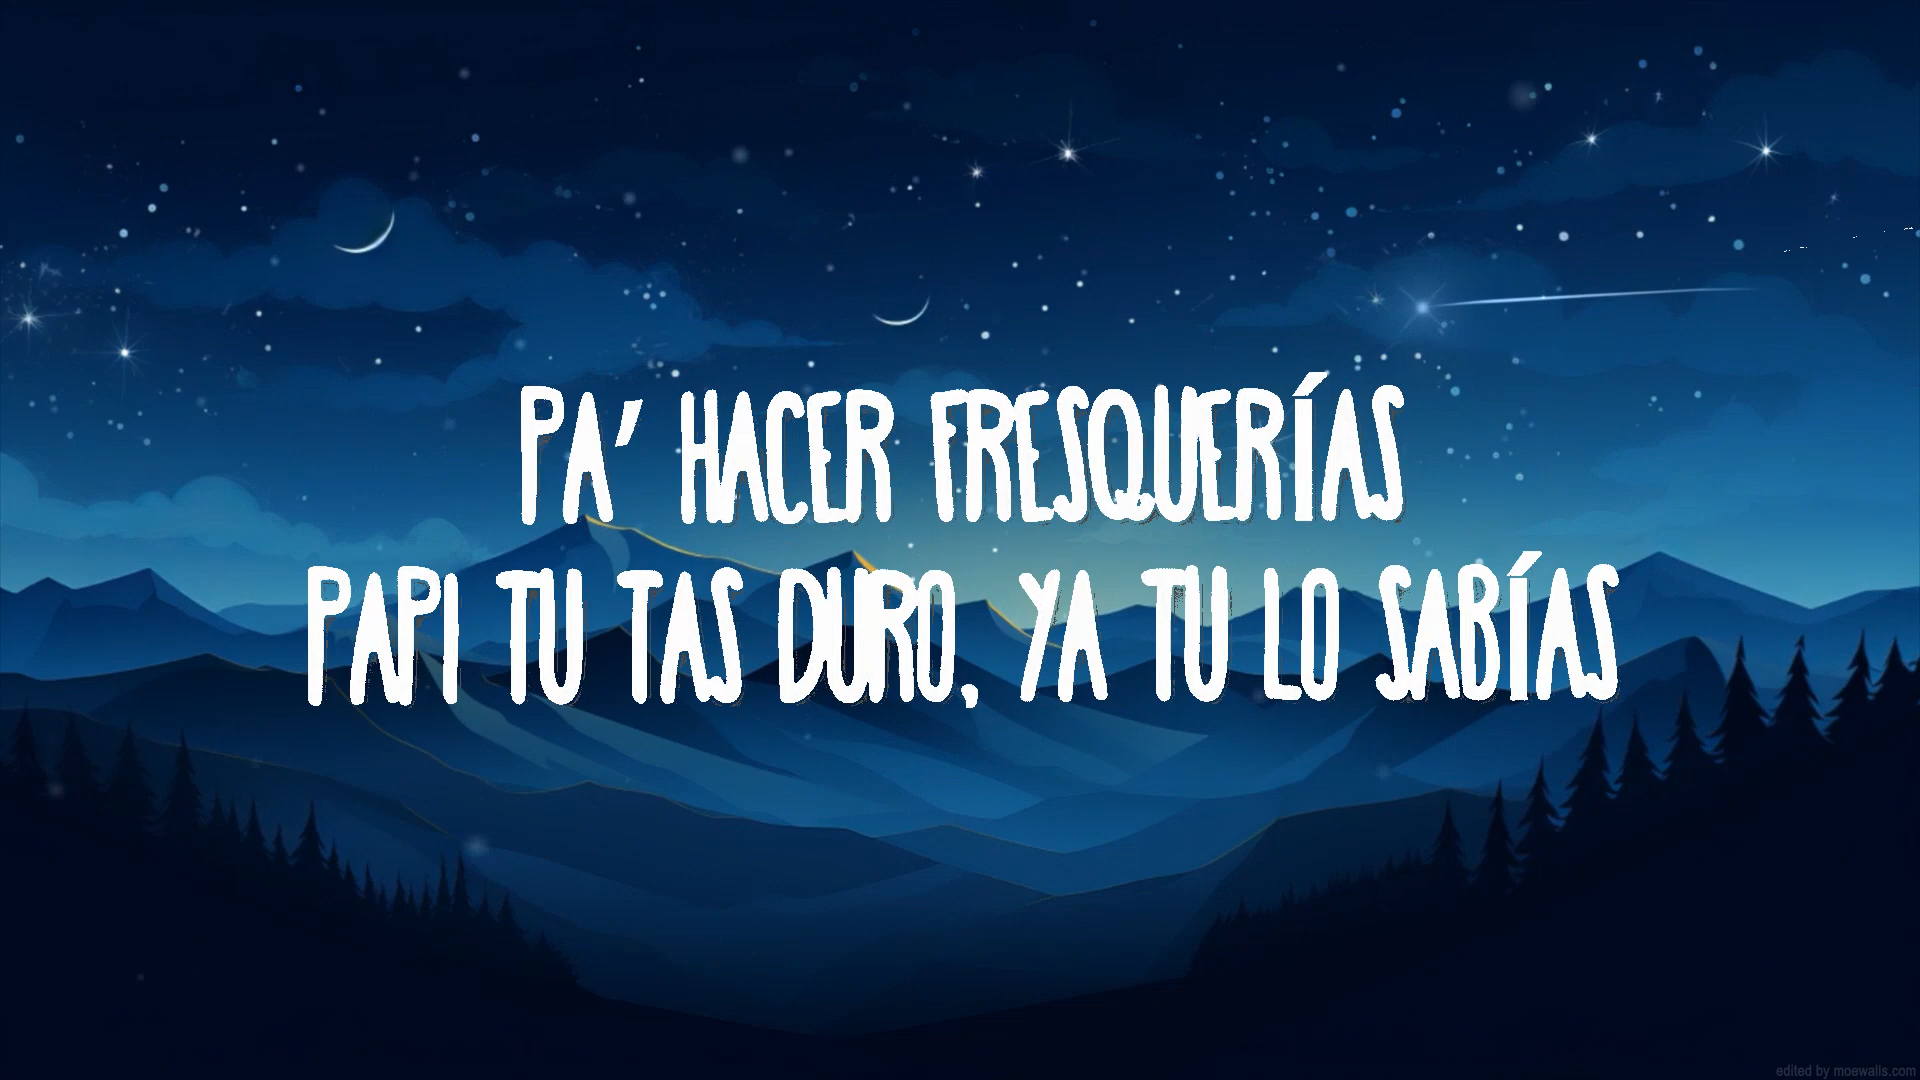 PA' HACER FRESQUERÍAS
PAPI TU TAS DURO, YA TU LO SABÍAS
edited by moewalls.com